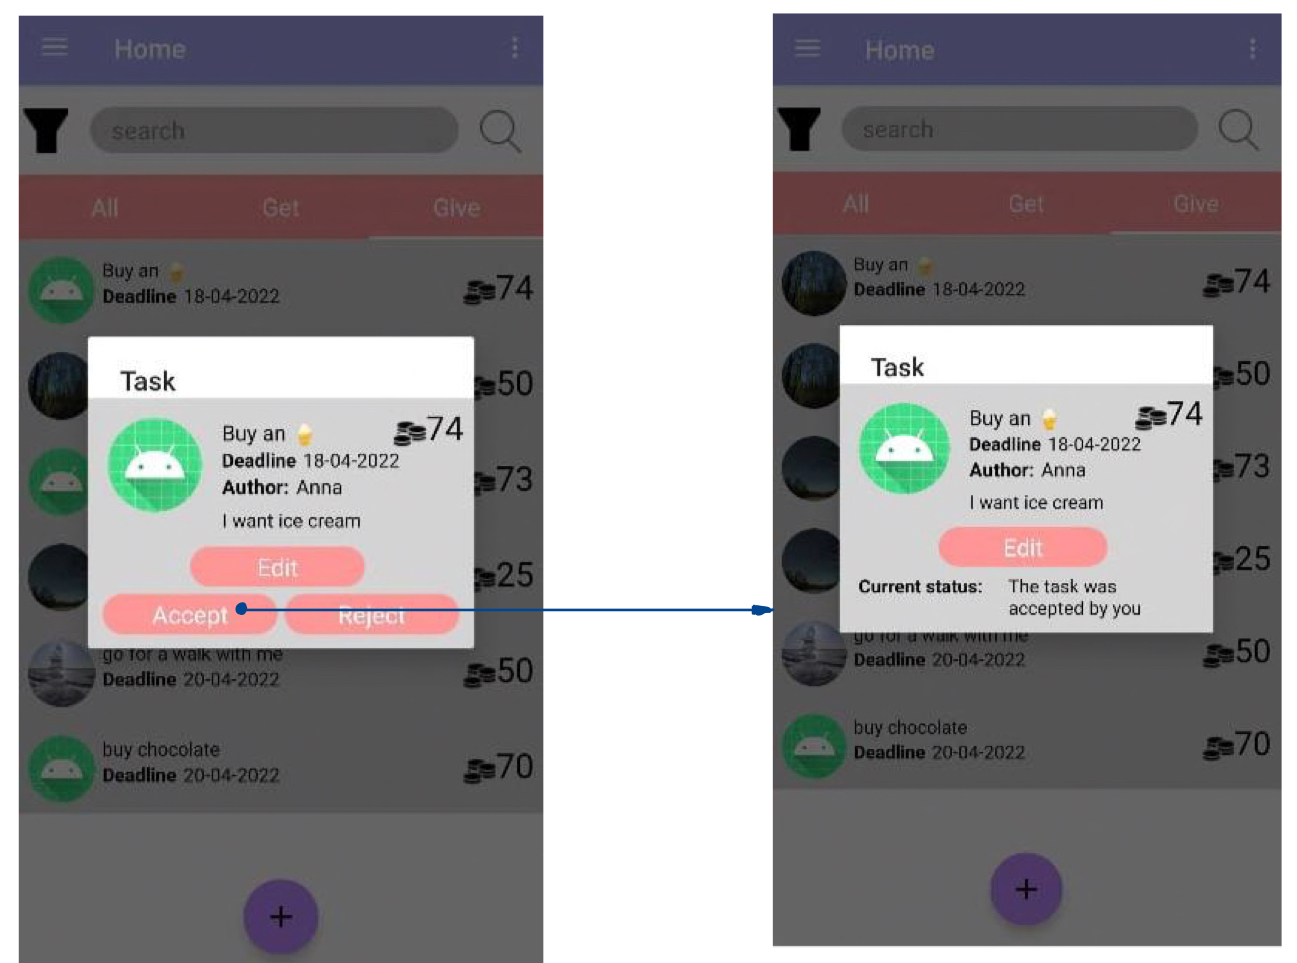 Home
search
All Get Give
Buy an
Deadline 18-04-2022
74
50
73
25
Task
Buy an
74
Deadline 18-04-2022
Author: Anna
I want ice cream
Edit
Accept Reject
go for a walk with me
Deadline 20-04-2022
50
buy chocolate
Deadline 20-04-2022
70
+
Home
search
All Get Give
Buy an
Deadline 18-04-2022
74
50
73
25
Task
Buy an
74
Deadline 18-04-2022
Author: Anna
I want ice cream
Edit
Current status: The task was
accepted by you
go for a walk with me
Deadline 20-04-2022
50
buy chocolate
Deadline 20-04-2022
70
+